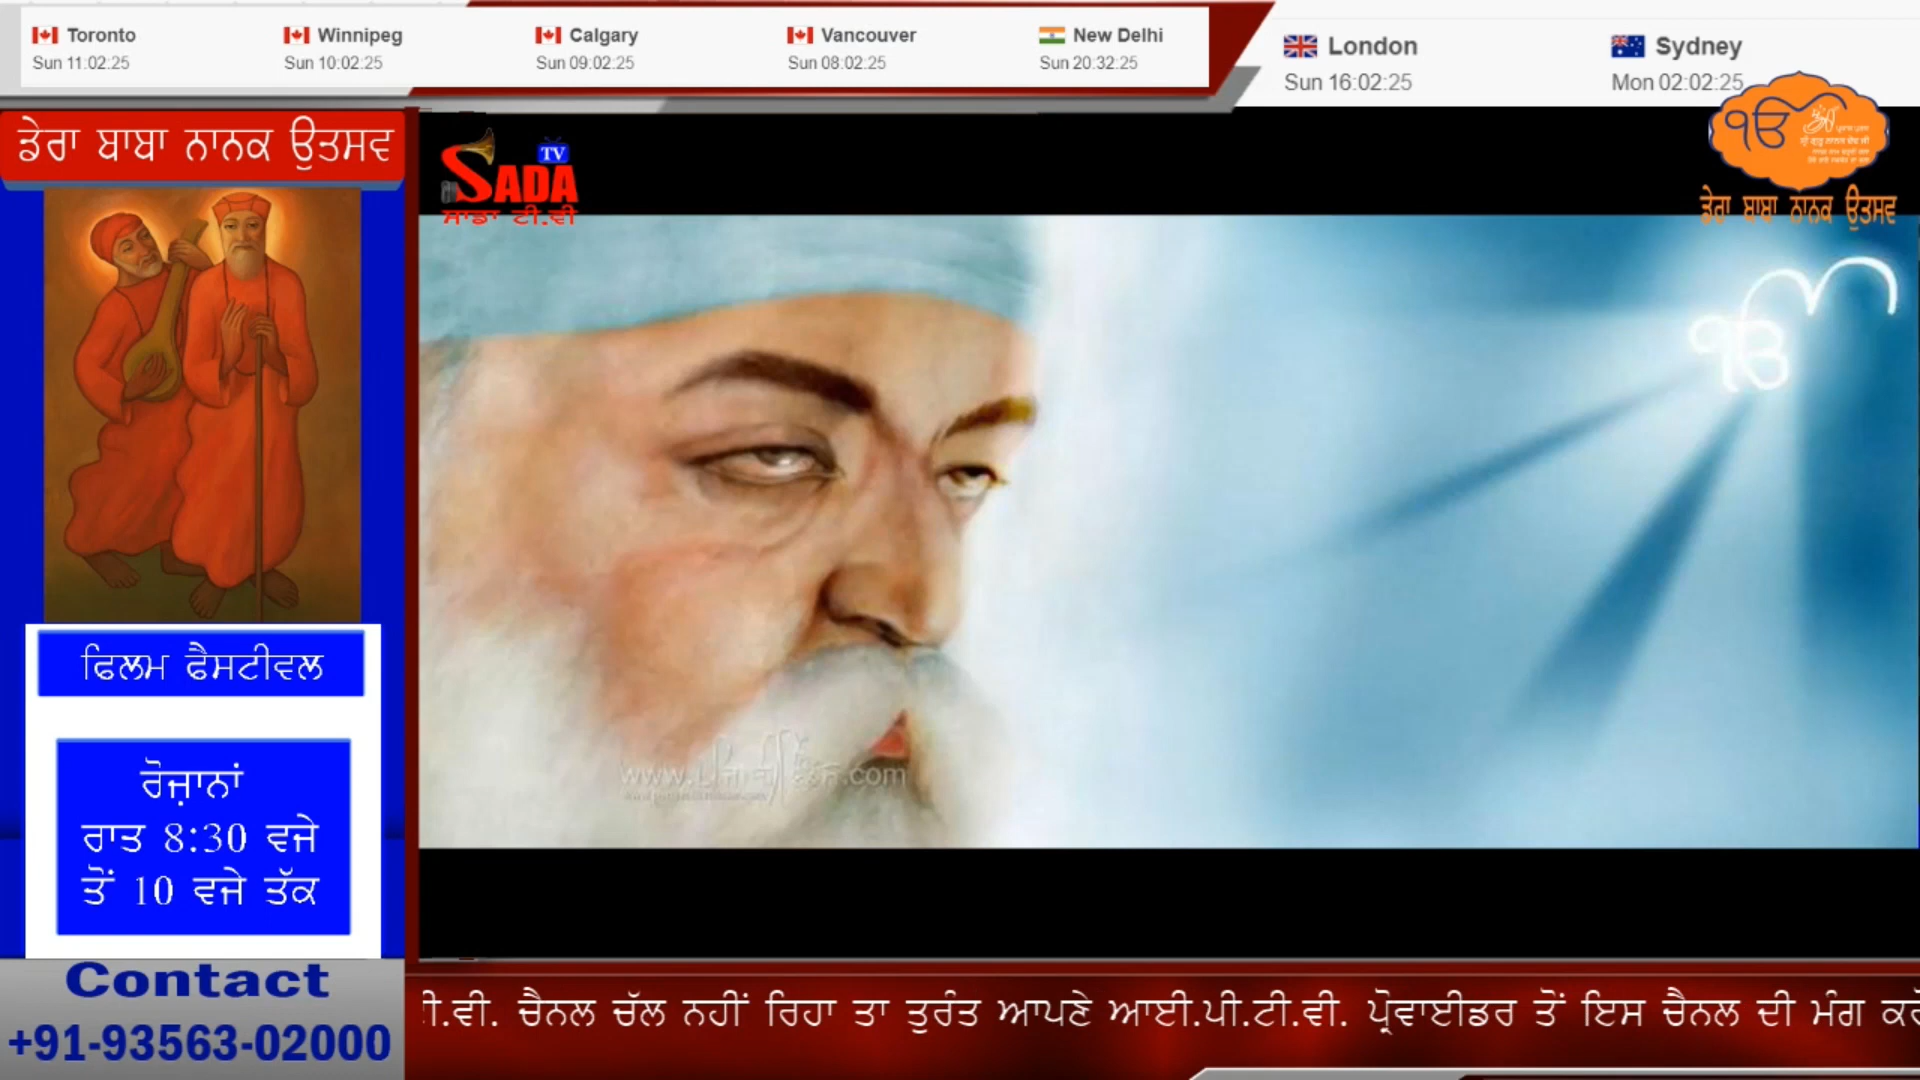 Toronto
Sun 11:02:25
Winnipeg
Sun 10:02:25
Calgary
Sun 09:02:25
Vancouver
Sun 08:02:25
New Delhi
Sun 20:32:25
London
Sun 16:02:25
Sydney
Mon 02:02:25
ਡੇਰਾ ਬਾਬਾ ਨਾਨਕ ਉਤਸਵ
TV
SADA
ਸਾਡਾ ਟੀ.ਵੀ
ੴ
ਡੇਰਾ ਬਾਬਾ ਨਾਨਕ ਉਤਸਵ
ੴ
ਫਿਲਮ ਫੈਸਟੀਵਲ
ਰੋਜ਼ਾਨਾਂ
ਰਾਤ 8:30 ਵਜੇ
ਤੋਂ 10 ਵਜੇ ਤੱਕ
Contact
+91-93563-02000
ਵੀ. ਚੈਨਲ ਚੱਲ ਨਹੀਂ ਰਿਹਾ ਤਾ ਤੁਰੰਤ ਆਪਣੇ ਆਈ.ਪੀ.ਟੀ.ਵੀ. ਪ੍ਰੋਵਾਈਡਰ ਤੋਂ ਇਸ ਚੈਨਲ ਦੀ ਮੰਗ